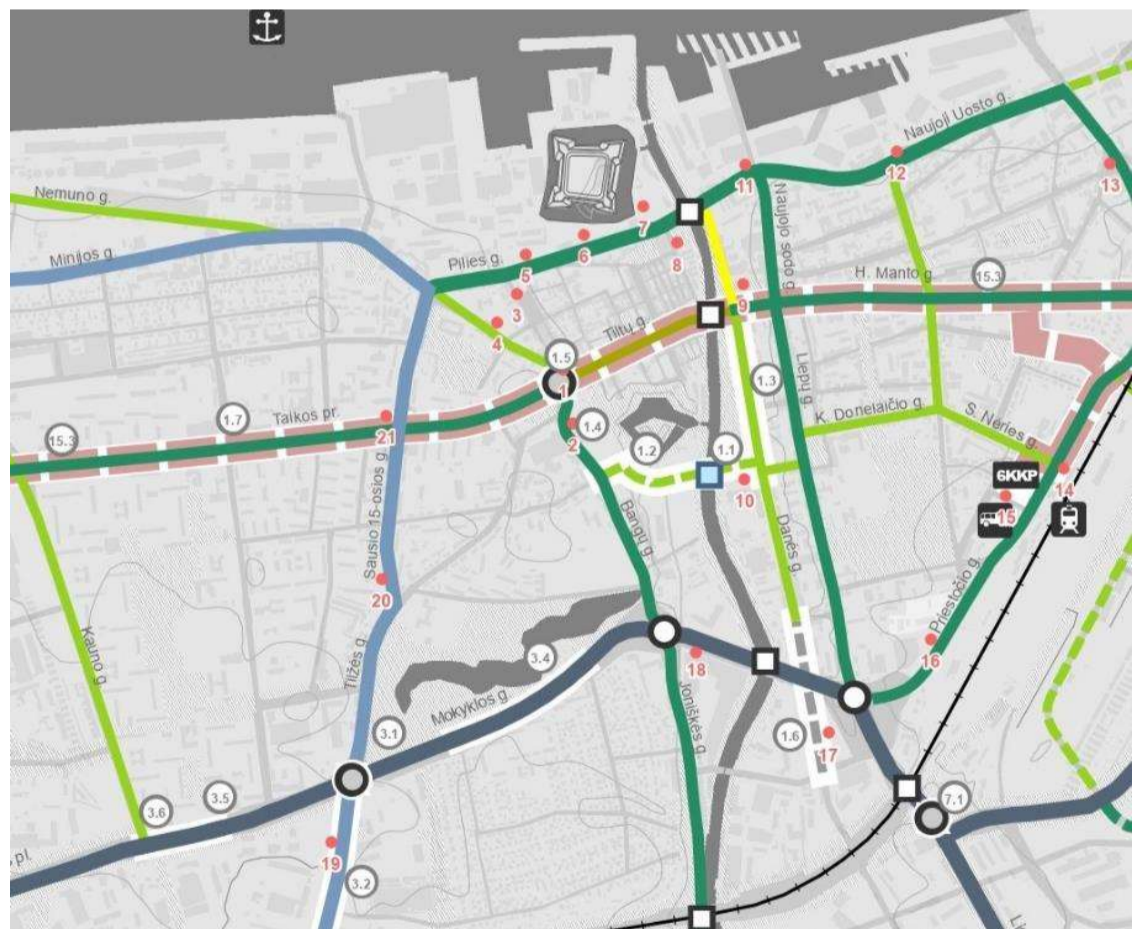 Naujoji Uosto g.
12
13
11
Nemuno g.
7
6
8
Minijos g.
Pilies g.
5
Naujojo sodo g.
H. Manto g.
15.3
9
3
4
Tiltų g.
1.5
1
1.3
Liepų g.
1.7
Taikos pr.
15.3
21
1.4
2
1.2
1.1
K. Donelaičio g.
S. Nėries g.
6KKP
14
15
10
Sausio 15-osios g.
Bangų g.
Danės g.
20
Priestočio g.
16
Kauno g.
Tilžės g.
3.4
18
Mokyklos g.
Joniškės g.
3.1
1.6
17
3.6
3.5
7.1
pl.
19
3.2